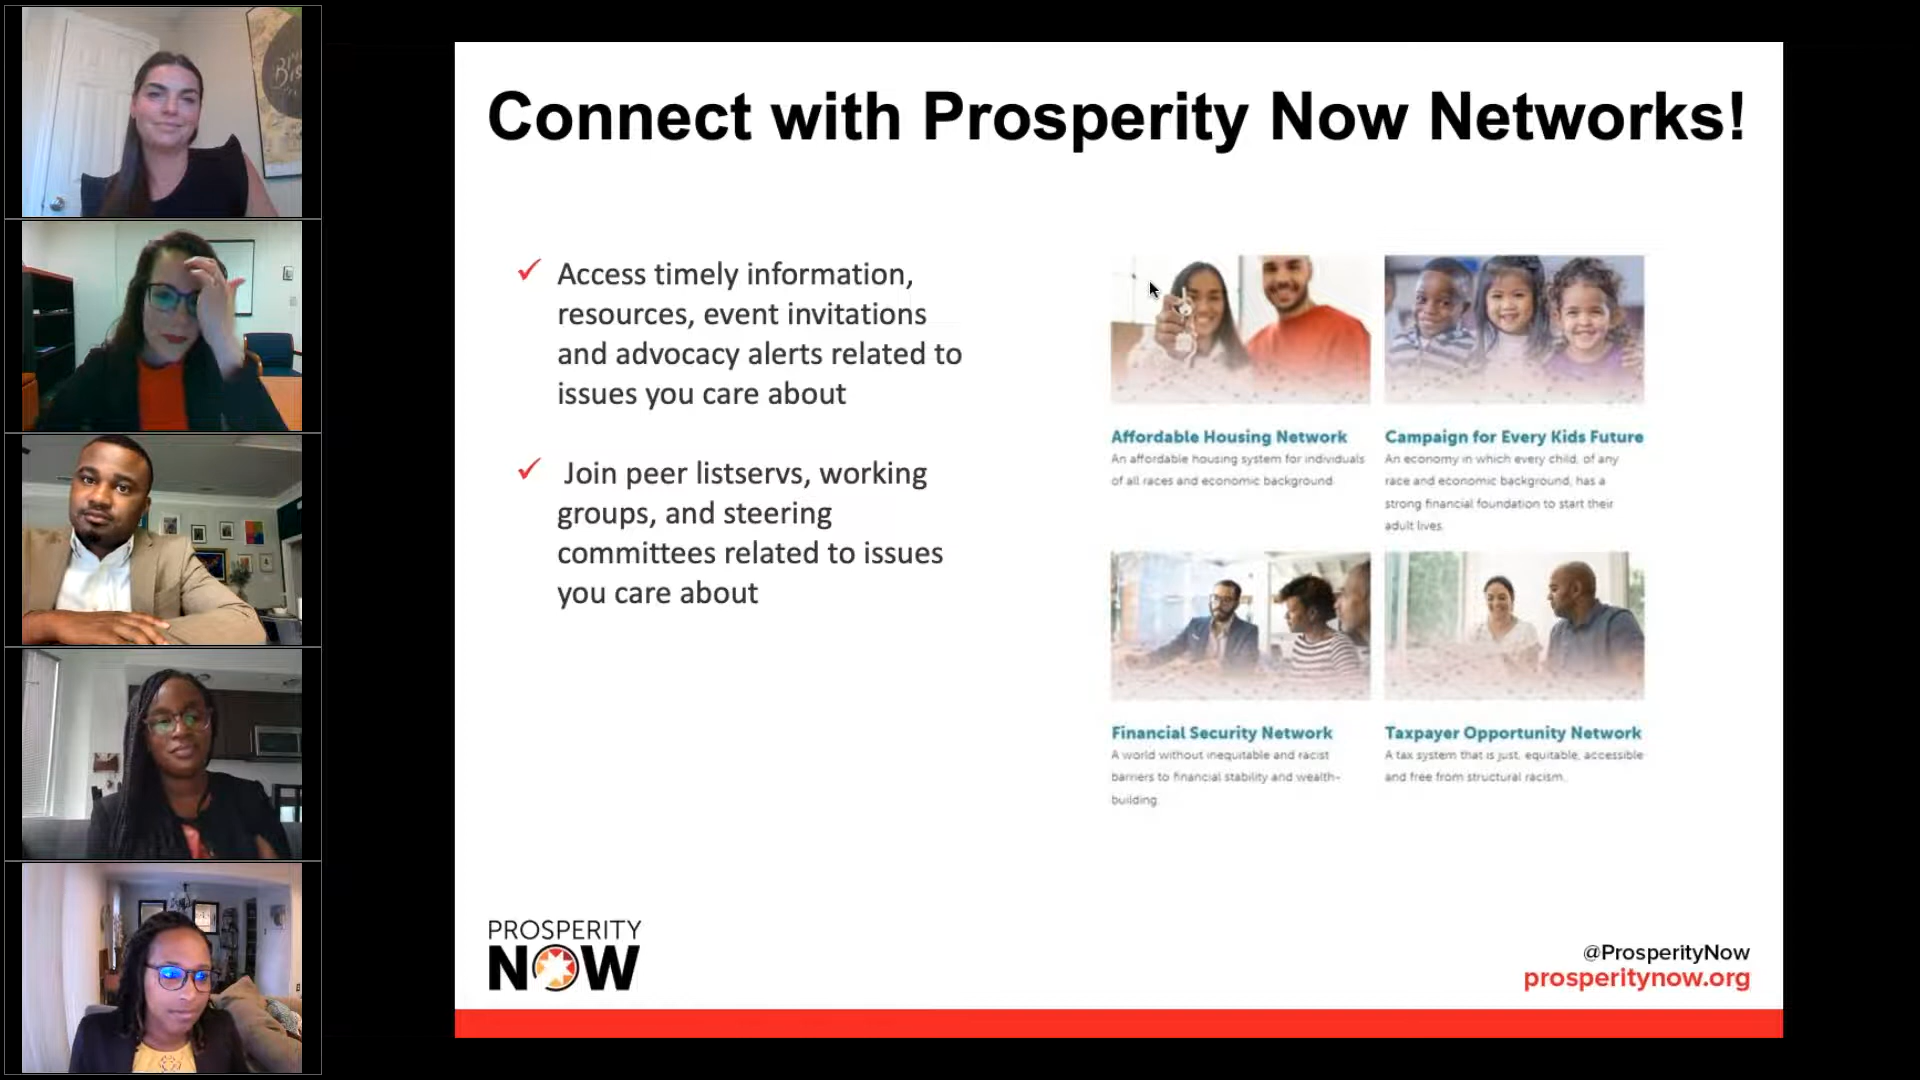 Connect with Prosperity Now Networks!
✓ Access timely information,
resources, event invitations
and advocacy alerts related to
issues you care about
✓ Join peer listservs, working
groups, and steering
committees related to issues
you care about
Affordable Housing Network
An affordable housing system for individuals
of all races and economic background.
Campaign for Every Kids Future
An economy in which every child, of any
race and economic background, has a
strong financial foundation to start their
adult lives.
Financial Security Network
A world without inequitable and racist
barriers to financial stability and wealth-
building.
Taxpayer Opportunity Network
A tax system that is just, equitable, accessible
and free from structural racism.
PROSPERITY
NOW
@ProsperityNow
prosperitynow.org